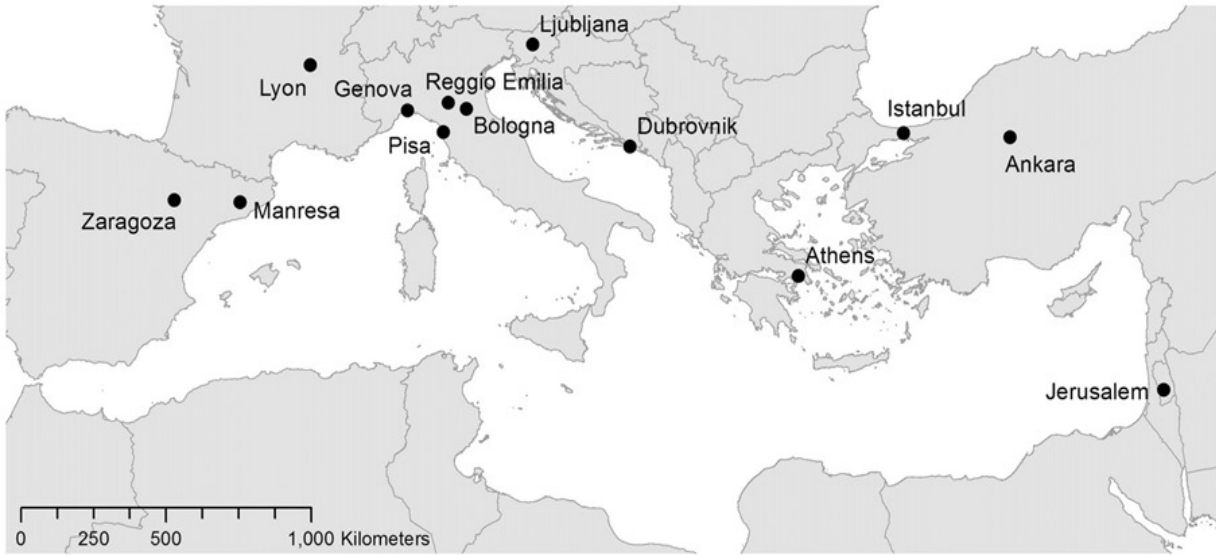 Ljubljana
Lyon
Genova
Reggio Emilia
Bologna
Pisa
Dubrovnik
Istanbul
Ankara
Zaragoza
Manresa
Athens
Jerusalem
0 250 500 1,000 Kilometers